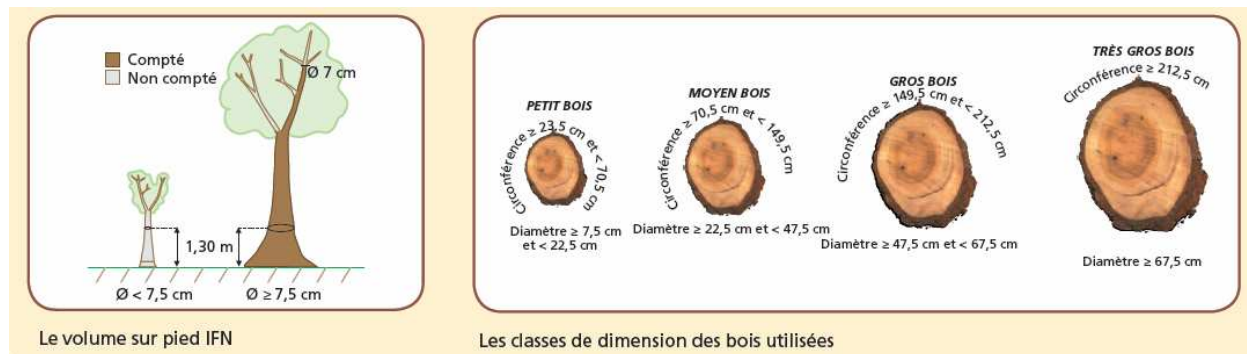 Compté
Non compté
Ø 7 cm
1,30 m
Ø < 7,5 cm
Ø ≥ 7,5 cm
Le volume sur pied IFN
PETIT BOIS
Circonférence ≥ 23,5 cm et < 70,5 cm
Diamètre ≥ 7,5 cm
et < 22,5 cm
MOYEN BOIS
Circonférence ≥ 70,5 cm et < 149,5 cm
Diamètre ≥ 22,5 cm et < 47,5 cm
GROS BOIS
Circonférence ≥ 149,5 cm et < 212,5 cm
Diamètre ≥ 47,5 cm et < 67,5 cm
TRÈS GROS BOIS
Circonférence ≥ 212,5 cm
Diamètre ≥ 67,5 cm
Les classes de dimension des bois utilisées